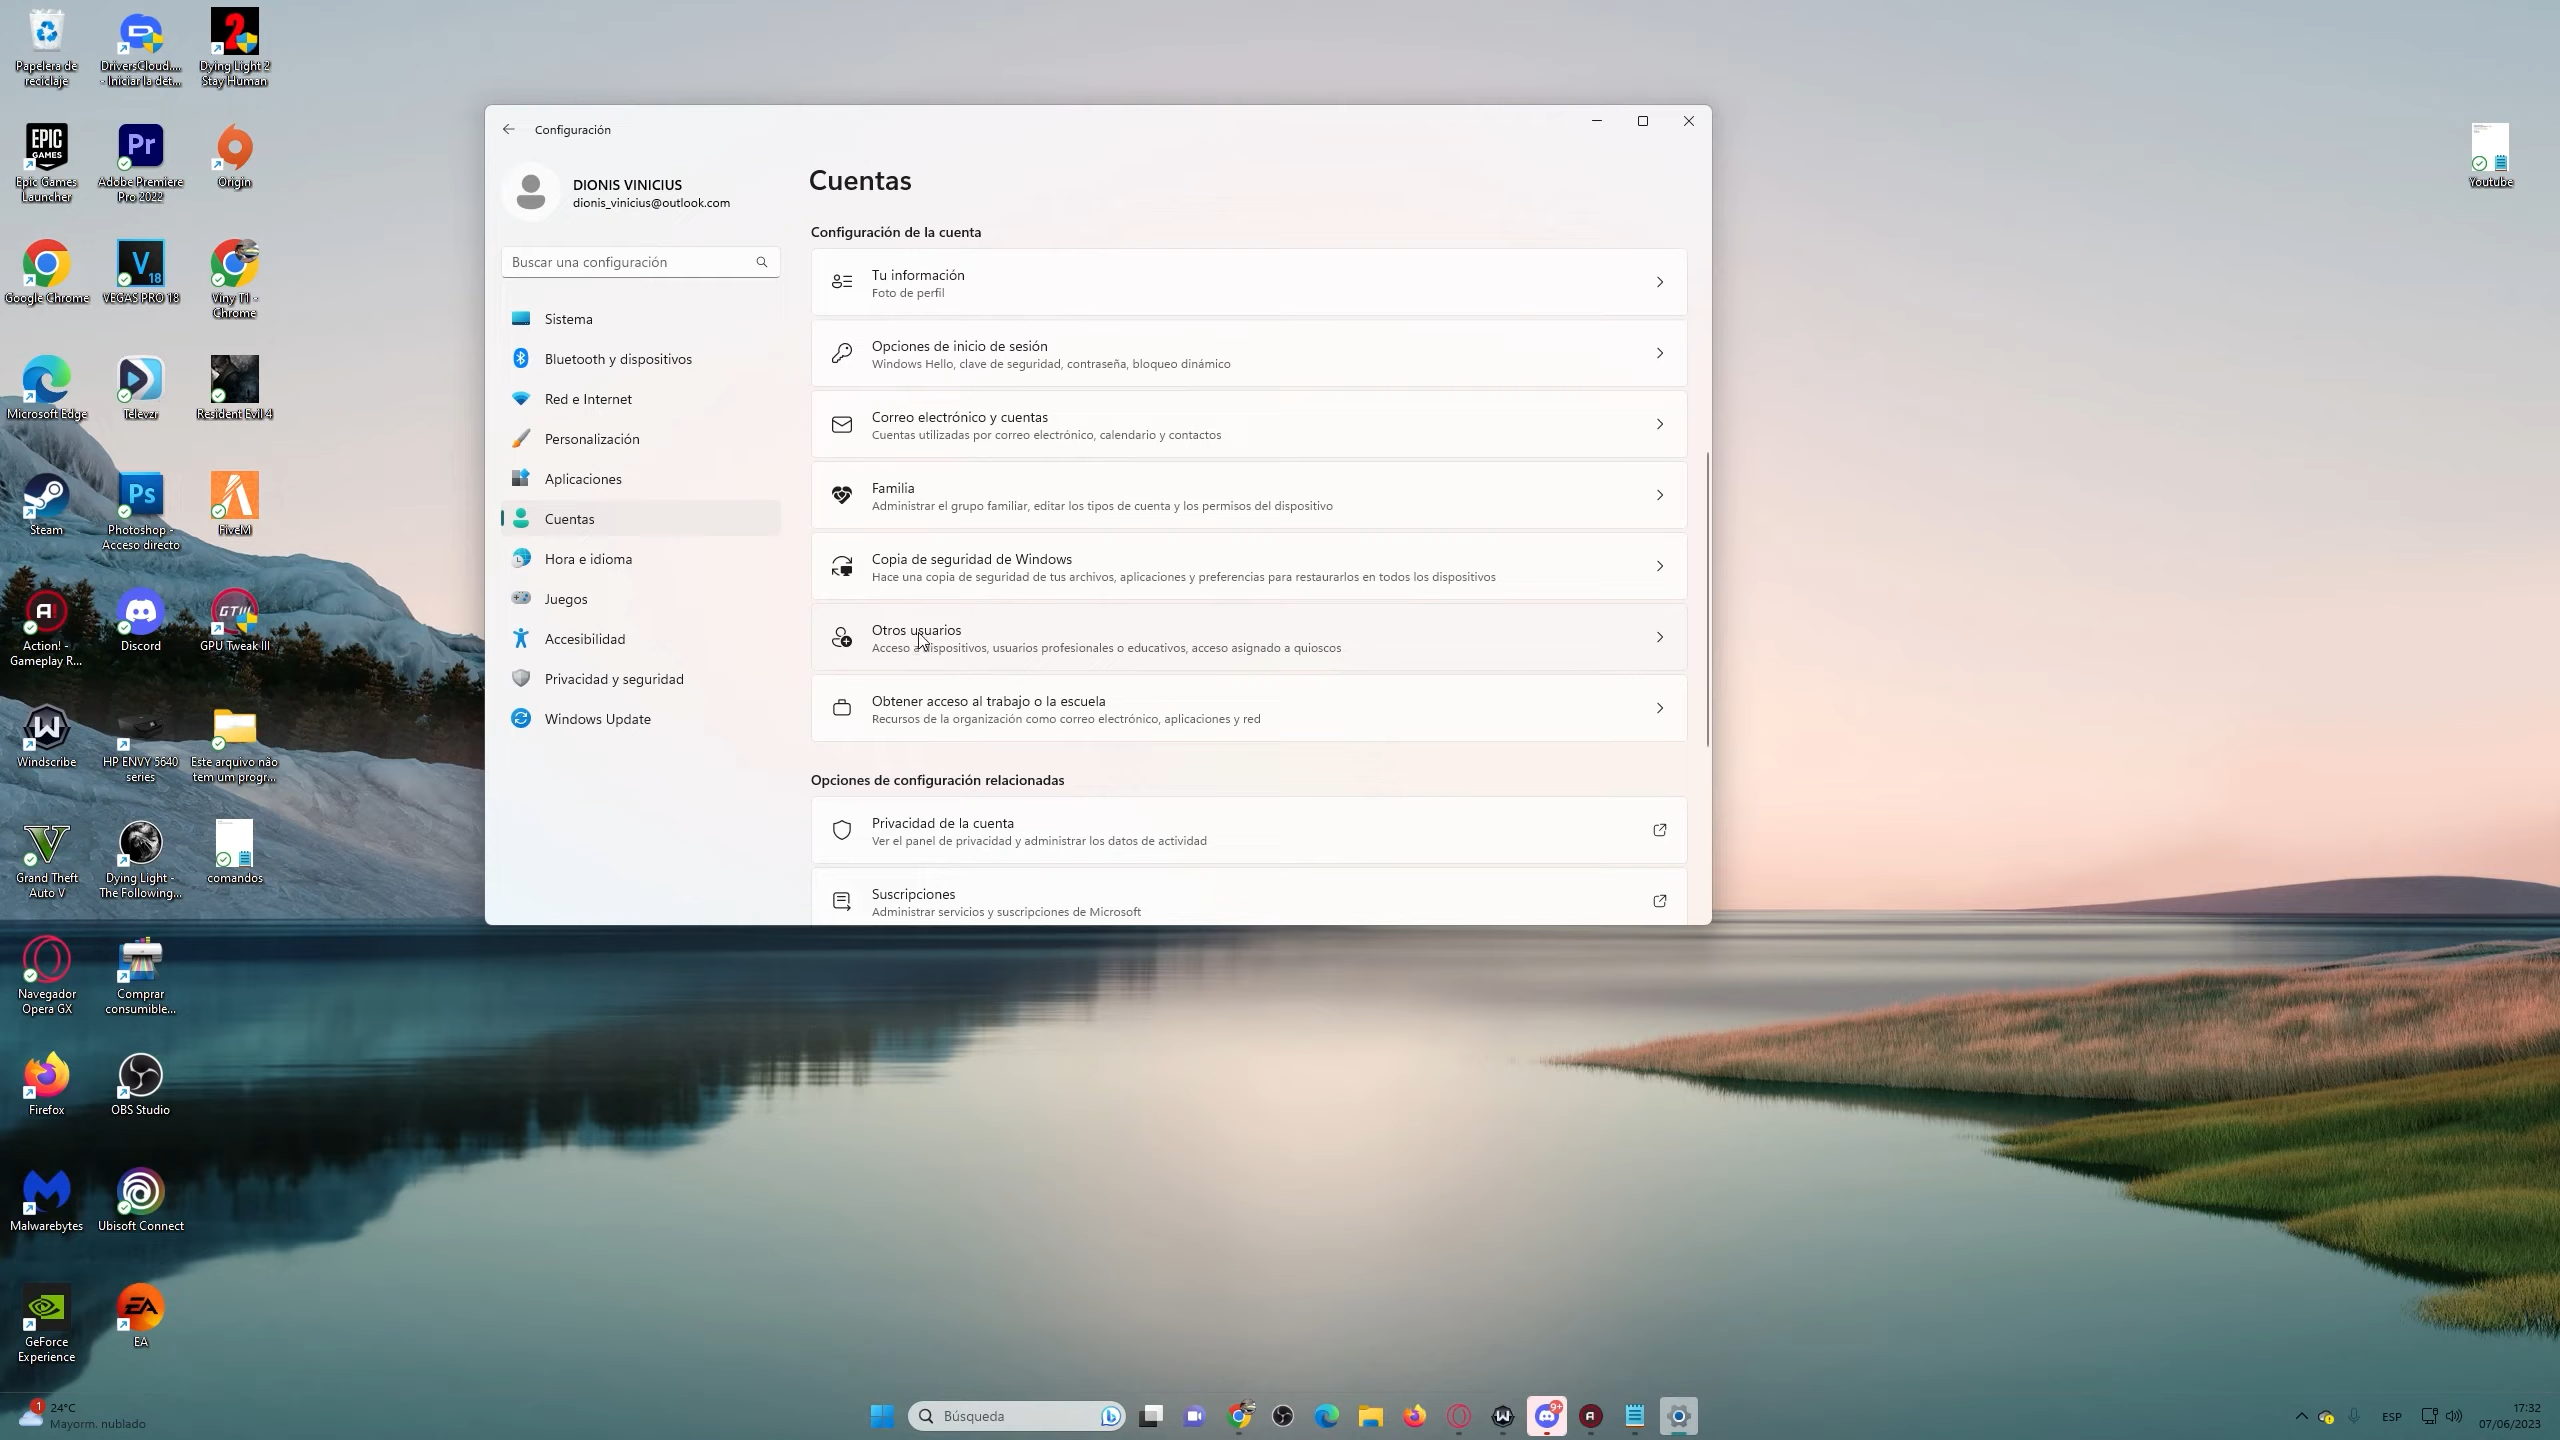 Papelera de
reciclaje
DriversCloud....
- Iniciar la det...
Dying Light 2
Stay Human
Epic Games
Launcher
Adobe Premiere
Pro 2022
Origin
Google Chrome
VEGAS PRO 18
Viny T1 -
Chrome
Microsoft Edge
Televzr
Resident Evil 4
Steam
Photoshop -
Acceso directo
FiveM
Action! -
Gameplay R...
Discord
GPU Tweak III
Windscribe
HP ENVY 5640
series
Este arquivo não
tem um progr...
Grand Theft
Auto V
Dying Light -
The Following...
comandos
Navegador
Opera GX
Comprar
consumible...
Firefox
OBS Studio
Malwarebytes
Ubisoft Connect
GeForce
Experience
EA
Youtube
Configuración
DIONIS VINICIUS
dionis_vinicius@outlook.com
Buscar una configuración
Sistema
Bluetooth y dispositivos
Red e Internet
Personalización
Aplicaciones
Cuentas
Hora e idioma
Juegos
Accesibilidad
Privacidad y seguridad
Windows Update
Cuentas
Configuración de la cuenta
Tu información
Foto de perfil
Opciones de inicio de sesión
Windows Hello, clave de seguridad, contraseña, bloqueo dinámico
Correo electrónico y cuentas
Cuentas utilizadas por correo electrónico, calendario y contactos
Familia
Administrar el grupo familiar, editar los tipos de cuenta y los permisos del dispositivo
Copia de seguridad de Windows
Hace una copia de seguridad de tus archivos, aplicaciones y preferencias para restaurarlos en todos los dispositivos
Otros usuarios
Acceso a dispositivos, usuarios profesionales o educativos, acceso asignado a quioscos
Obtener acceso al trabajo o la escuela
Recursos de la organización como correo electrónico, aplicaciones y red
Opciones de configuración relacionadas
Privacidad de la cuenta
Ver el panel de privacidad y administrar los datos de actividad
Suscripciones
Administrar servicios y suscripciones de Microsoft
1
24°C
Mayorm. nublado
Búsqueda
9+
ESP
17:32
07/06/2023